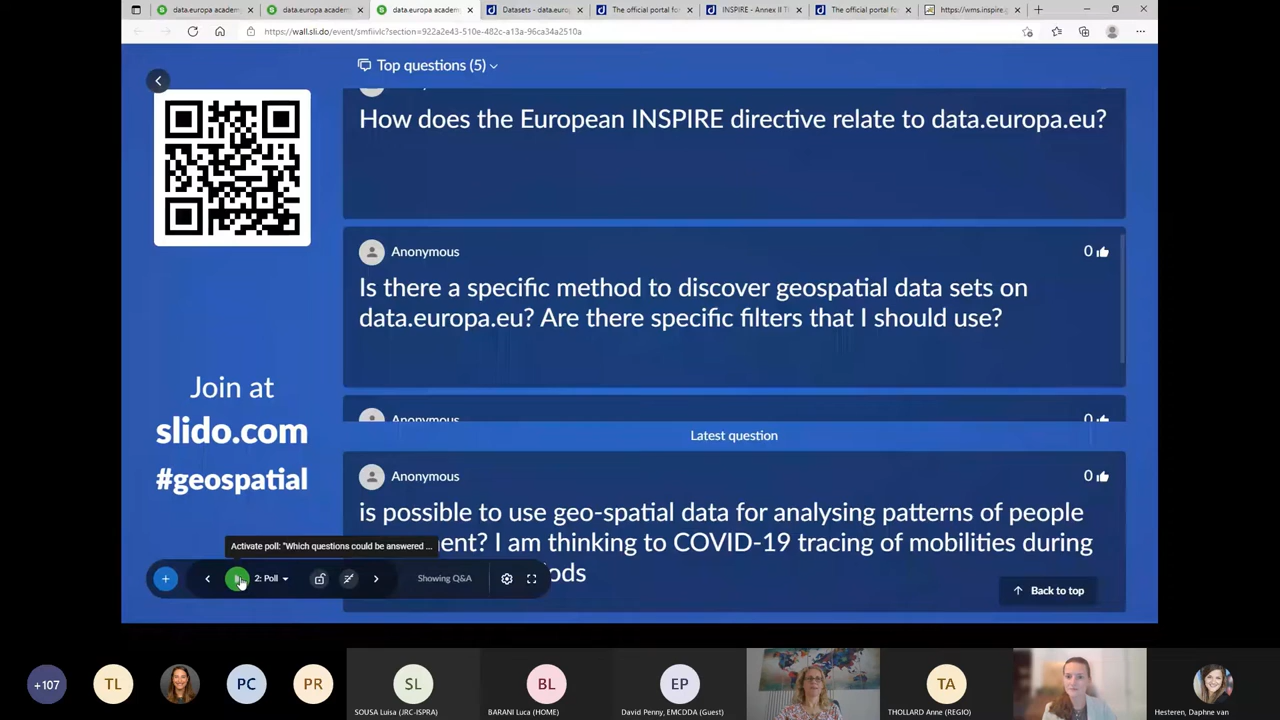 data.europa academ
data.europa academ
data.europa academ
Datasets - data.europ
The official portal fo
INSPIRE - Annex II T
The official portal fo
https://wms.inspire.g
https://wall.sli.do/event/smfiivlc?section=922a2e43-510e-482c-a13a-96ca34a2510a
Top questions (5)
How does the European INSPIRE directive relate to data.europa.eu?
Anonymous
0
Is there a specific method to discover geospatial data sets on
data.europa.eu? Are there specific filters that I should use?
Anonymous
0
Latest question
Anonymous
0
is possible to use geo-spatial data for analysing patterns of people
ent? I am thinking to COVID-19 tracing of mobilities during
ods
Back to top
Join at
slido.com
#geospatial
Activate poll: "Which questions could be answered ...
2: Poll
Showing Q&A
+107
TL
PC
PR
SL
SOUSA Luisa (JRC-ISPRA)
BL
BARANI Luca (HOME)
EP
David Penny, EMCDDA (Guest)
TA
THOLLARD Anne (REGIO)
Hesteren, Daphne van